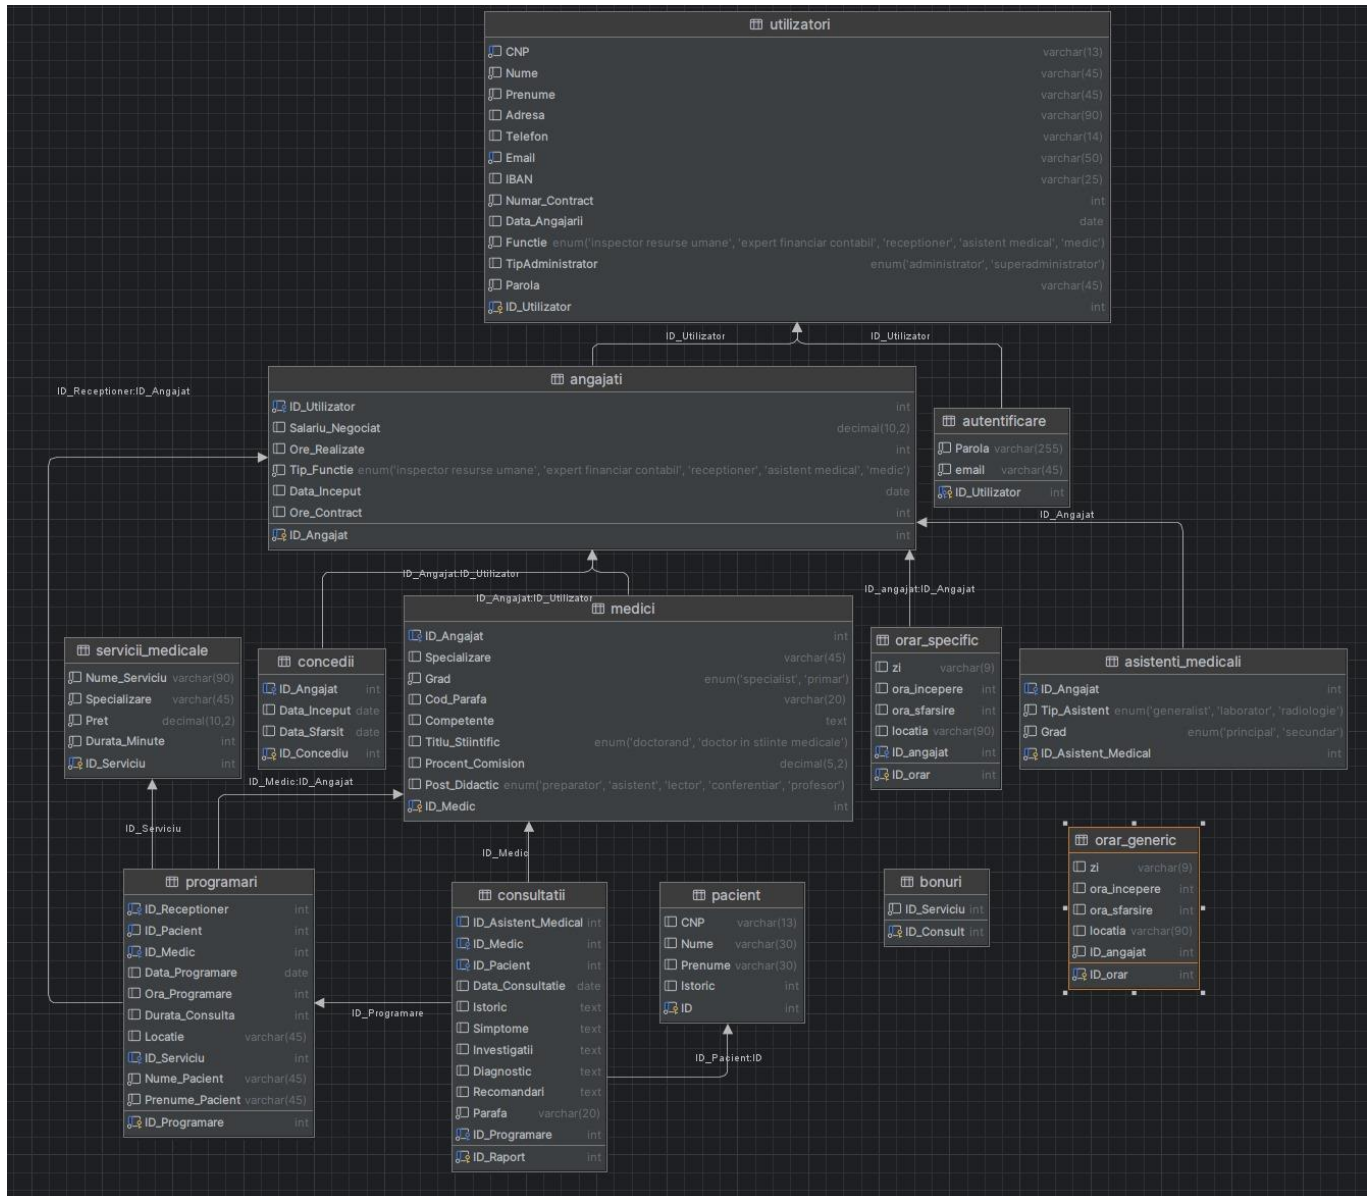 utilizatori
CNP varchar(13)
Nume varchar(45)
Prenume varchar(45)
Adresa varchar(90)
Telefon varchar(14)
Email varchar(50)
IBAN varchar(25)
Numar_Contract int
Data_Angajarii date
Functie enum('inspector resurse umane', 'expert financiar contabil', 'receptioner', 'asistent medical', 'medic')
TipAdministrator enum('administrator', 'superadministrator')
Parola varchar(45)
ID_Utilizator int
ID_Utilizator
ID_Utilizator
ID_Receptioner:ID_Angajat
angajati
ID_Utilizator int
Salariu_Negociat decimal(10,2)
Ore_Realizate int
Tip_Functie enum('inspector resurse umane', 'expert financiar contabil', 'receptioner', 'asistent medical', 'medic')
Data_Inceput date
Ore_Contract int
ID_Angajat int
autentificare
Parola varchar(255)
email varchar(45)
ID_Utilizator int
ID_Angajat
ID_Angajat:ID_Utilizator
ID_Angajat:ID_Utilizator
ID_angajat:ID_Angajat
servicii_medicale
Nume_Serviciu varchar(90)
Specializare varchar(45)
Pret decimal(10,2)
Durata_Minute int
ID_Serviciu int
concedii
ID_Angajat int
Data_Inceput date
Data_Sfarsit date
ID_Concediu int
medici
ID_Angajat int
Specializare varchar(45)
Grad enum('specialist', 'primar')
Cod_Parafa varchar(20)
Competente text
Titlu_Stiintific enum('doctorand', 'doctor in stiinte medicale')
Procent_Comision decimal(5,2)
Post_Didactic enum('preparator', 'asistent', 'lector', 'conferentiar', 'profesor')
ID_Medic int
orar_specific
zi varchar(9)
ora_incepere int
ora_sfarsire int
locatia varchar(90)
ID_angajat int
ID_orar int
asistenti_medicali
ID_Angajat int
Tip_Asistent enum('generalist', 'laborator', 'radiologie')
Grad enum('principal', 'secundar')
ID_Asistent_Medical int
ID_Medic:ID_Angajat
ID_Serviciu
ID_Medic
programari
ID_Receptioner int
ID_Pacient int
ID_Medic int
Data_Programare date
Ora_Programare int
Durata_Consulta int
Locatie varchar(45)
ID_Serviciu int
Nume_Pacient varchar(45)
Prenume_Pacient varchar(45)
ID_Programare int
ID_Programare
consultatii
ID_Asistent_Medical int
ID_Medic int
ID_Pacient int
Data_Consultatie date
Istoric text
Simptome text
Investigatii text
Diagnostic text
Recomandari text
Parafa varchar(20)
ID_Programare int
ID_Raport int
pacient
CNP varchar(13)
Nume varchar(30)
Prenume varchar(30)
Istoric int
ID int
ID_Pacient:ID
bonuri
ID_Serviciu int
ID_Consult int
orar_generic
zi varchar(9)
ora_incepere int
ora_sfarsire int
locatia varchar(90)
ID_angajat int
ID_orar int